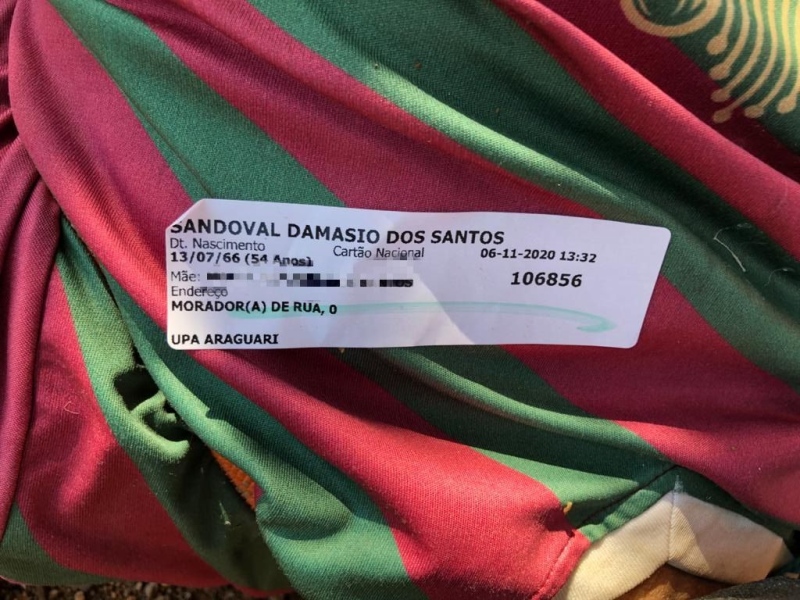 SANDOVAL DAMASIO DOS SANTOS
Dt. Nascimento Cartão Nacional 06-11-2020 13:32
13/07/66 (54 Anos)
Mãe: 106856
Endereço
MORADOR(A) DE RUA, 0
UPA ARAGUARI